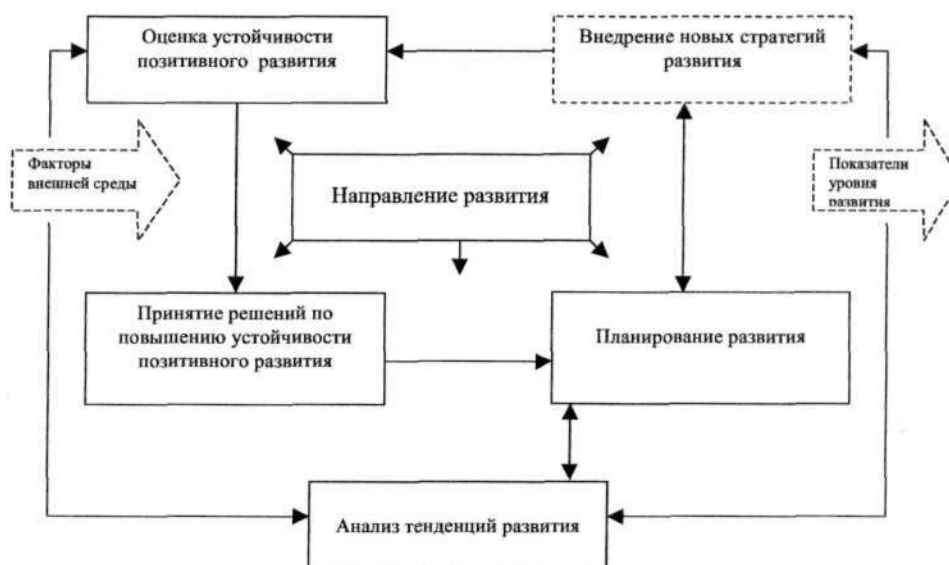 Оценка устойчивости
позитивного развития
Внедрение новых стратегий
развития
Факторы
внешней среды
Направление развития
Показатели
уровня
развития
Принятие решений по
повышению устойчивости
позитивного развития
Планирование развития
Анализ тенденций развития